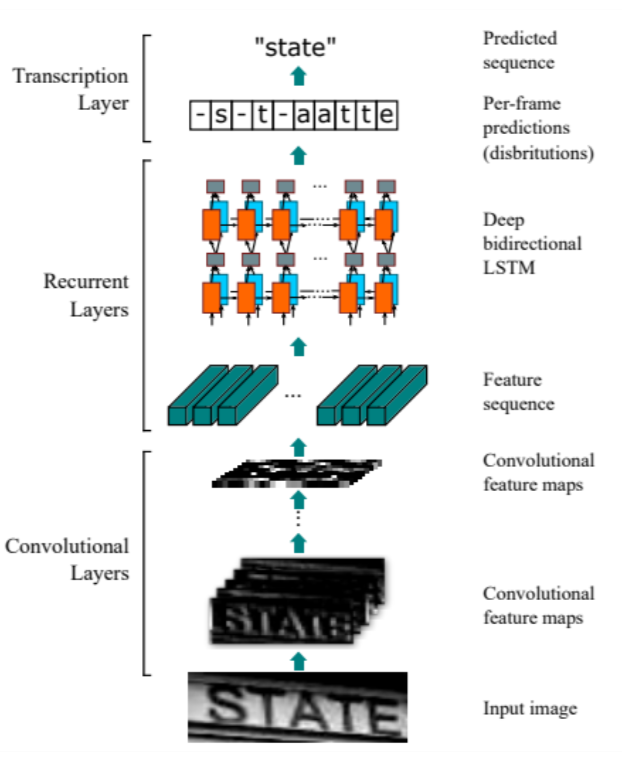 "state"
Predicted
sequence
Transcription
Layer
-s-t-aatte
Per-frame
predictions
(disbritutions)
Recurrent
Layers
...
...
Deep
bidirectional
LSTM
...
Feature
sequence
Convolutional
Layers
Convolutional
feature maps
STATE
Convolutional
feature maps
STATE
Input image